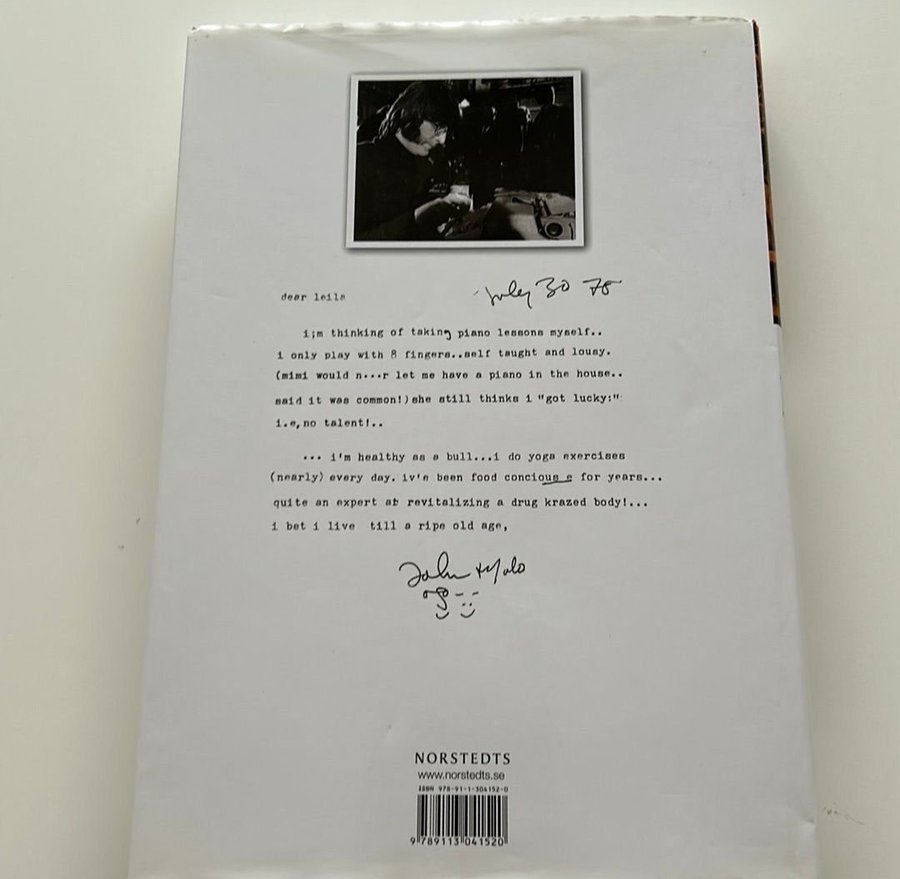 dear leila
July 30 75
i;m thinking of taking piano lessons myself..
i only play with 8 fingers..self taught and lousy.
(mimi would n...r let me have a piano in the house..
said it was common!)she still thinks i "got lucky:"
i.e,no talent!..
... i'm healthy as a bull...i do yoga exercises
(nearly) every day. iv'e been food concious e for years...
quite an expert at revitalizing a drug krazed body!...
i bet i live till a ripe old age,
John + Yoko
NORSTEDTS
www.norstedts.se
ISBN 978-91-1-304152-0
9 789113 041520